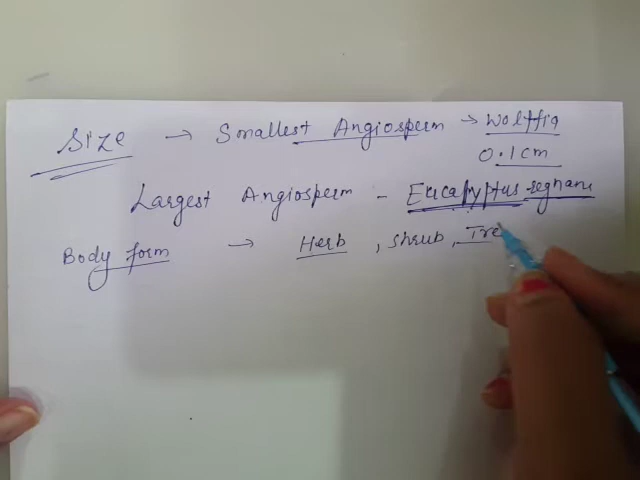 Size → Smallest Angiosperm → Wolffia
0.1cm
Largest Angiosperm - Eucalyptus regnans
Body form → Herb, shrub, Tre